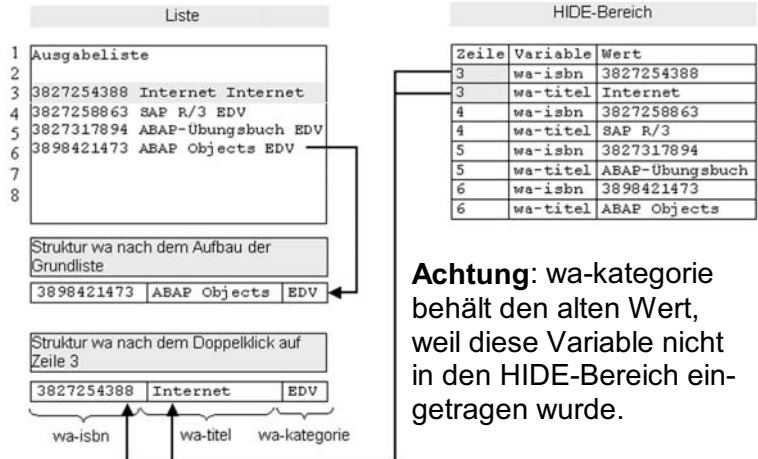 Liste
1 Ausgabeliste
2
3 3827254388 Internet Internet
4 3827258863 SAP R/3 EDV
5 3827317894 ABAP-Übungsbuch EDV
6 3898421473 ABAP Objects EDV
7
8
Struktur wa nach dem Aufbau der
Grundliste
3898421473 ABAP Objects EDV
Struktur wa nach dem Doppelklick auf
Zeile 3
3827254388 Internet EDV
wa-isbn wa-titel wa-kategorie
HIDE-Bereich
Zeile Variable Wert
3 wa-isbn 3827254388
3 wa-titel Internet
4 wa-isbn 3827258863
4 wa-titel SAP R/3
5 wa-isbn 3827317894
5 wa-titel ABAP-Übungsbuch
6 wa-isbn 3898421473
6 wa-titel ABAP Objects
Achtung: wa-kategorie
behält den alten Wert,
weil diese Variable nicht
in den HIDE-Bereich ein-
getragen wurde.